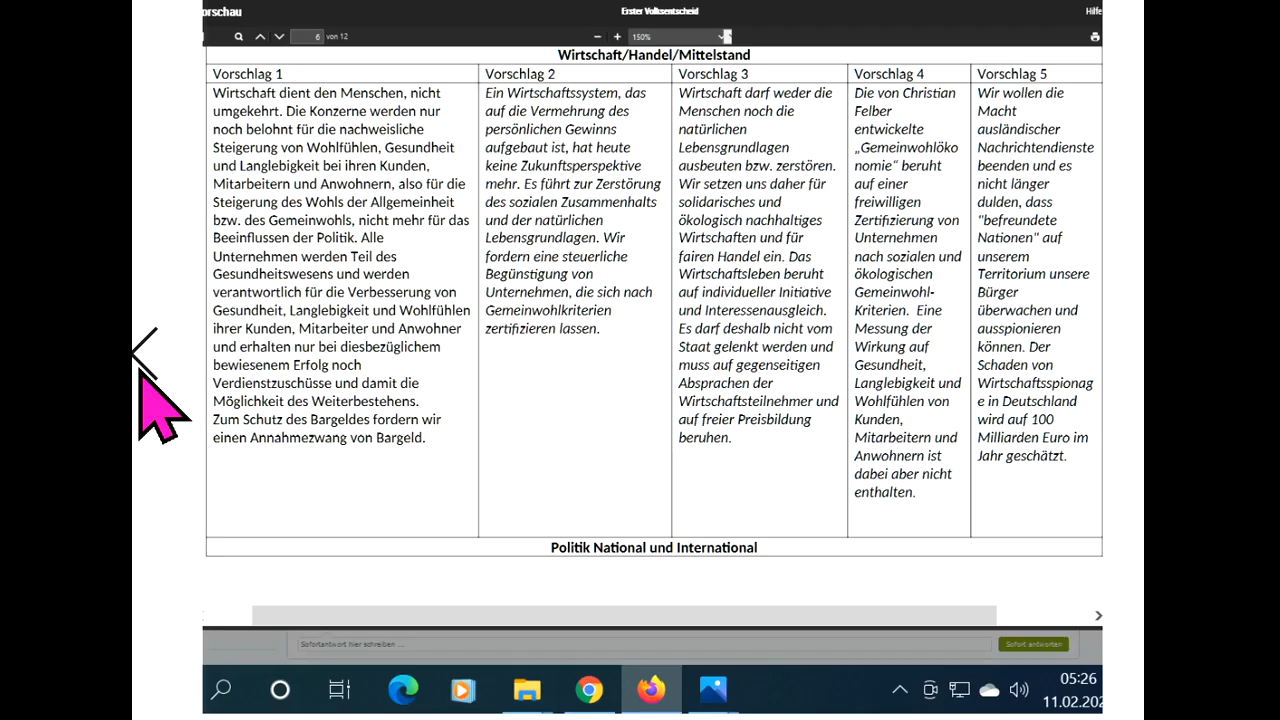 orschau
Erster Volksentscheid
Hilfe
6 von 12
150%
Wirtschaft/Handel/Mittelstand
Vorschlag 1
Wirtschaft dient den Menschen, nicht
umgekehrt. Die Konzerne werden nur
noch belohnt für die nachweisliche
Steigerung von Wohlfühlen, Gesundheit
und Langlebigkeit bei ihren Kunden,
Mitarbeitern und Anwohnern, also für die
Steigerung des Wohls der Allgemeinheit
bzw. des Gemeinwohls, nicht mehr für das
Beeinflussen der Politik. Alle
Unternehmen werden Teil des
Gesundheitswesens und werden
verantwortlich für die Verbesserung von
Gesundheit, Langlebigkeit und Wohlfühlen
ihrer Kunden, Mitarbeiter und Anwohner
und erhalten nur bei diesbezüglichem
bewiesenem Erfolg noch
Verdienstzuschüsse und damit die
Möglichkeit des Weiterbestehens.
Zum Schutz des Bargeldes fordern wir
einen Annahmezwang von Bargeld.
Vorschlag 2
Ein Wirtschaftssystem, das
auf die Vermehrung des
persönlichen Gewinns
aufgebaut ist, hat heute
keine Zukunftsperspektive
mehr. Es führt zur Zerstörung
des sozialen Zusammenhalts
und der natürlichen
Lebensgrundlagen. Wir
fordern eine steuerliche
Begünstigung von
Unternehmen, die sich nach
Gemeinwohlkriterien
zertifizieren lassen.
Vorschlag 3
Wirtschaft darf weder die
Menschen noch die
natürlichen
Lebensgrundlagen
ausbeuten bzw. zerstören.
Wir setzen uns daher für
solidarisches und
ökologisch nachhaltiges
Wirtschaften und für
fairen Handel ein. Das
Wirtschaftsleben beruht
auf individueller Initiative
und Interessenausgleich.
Es darf deshalb nicht vom
Staat gelenkt werden und
muss auf gegenseitigen
Absprachen der
Wirtschaftsteilnehmer und
auf freier Preisbildung
beruhen.
Vorschlag 4
Die von Christian
Felber
entwickelte
„Gemeinwohlöko
nomie“ beruht
auf einer
freiwilligen
Zertifizierung von
Unternehmen
nach sozialen und
ökologischen
Gemeinwohl-
Kriterien. Eine
Messung der
Wirkung auf
Gesundheit,
Langlebigkeit und
Wohlfühlen von
Kunden,
Mitarbeitern und
Anwohnern ist
dabei aber nicht
enthalten.
Vorschlag 5
Wir wollen die
Macht
ausländischer
Nachrichtendienste
beenden und es
nicht länger
dulden, dass
"befreundete
Nationen" auf
unserem
Territorium unsere
Bürger
überwachen und
ausspionieren
können. Der
Schaden von
Wirtschaftsspionag
e in Deutschland
wird auf 100
Milliarden Euro im
Jahr geschätzt.
Politik National und International
Sofortantwort hier schreiben ...
Sofort antworten
05:26
11.02.202